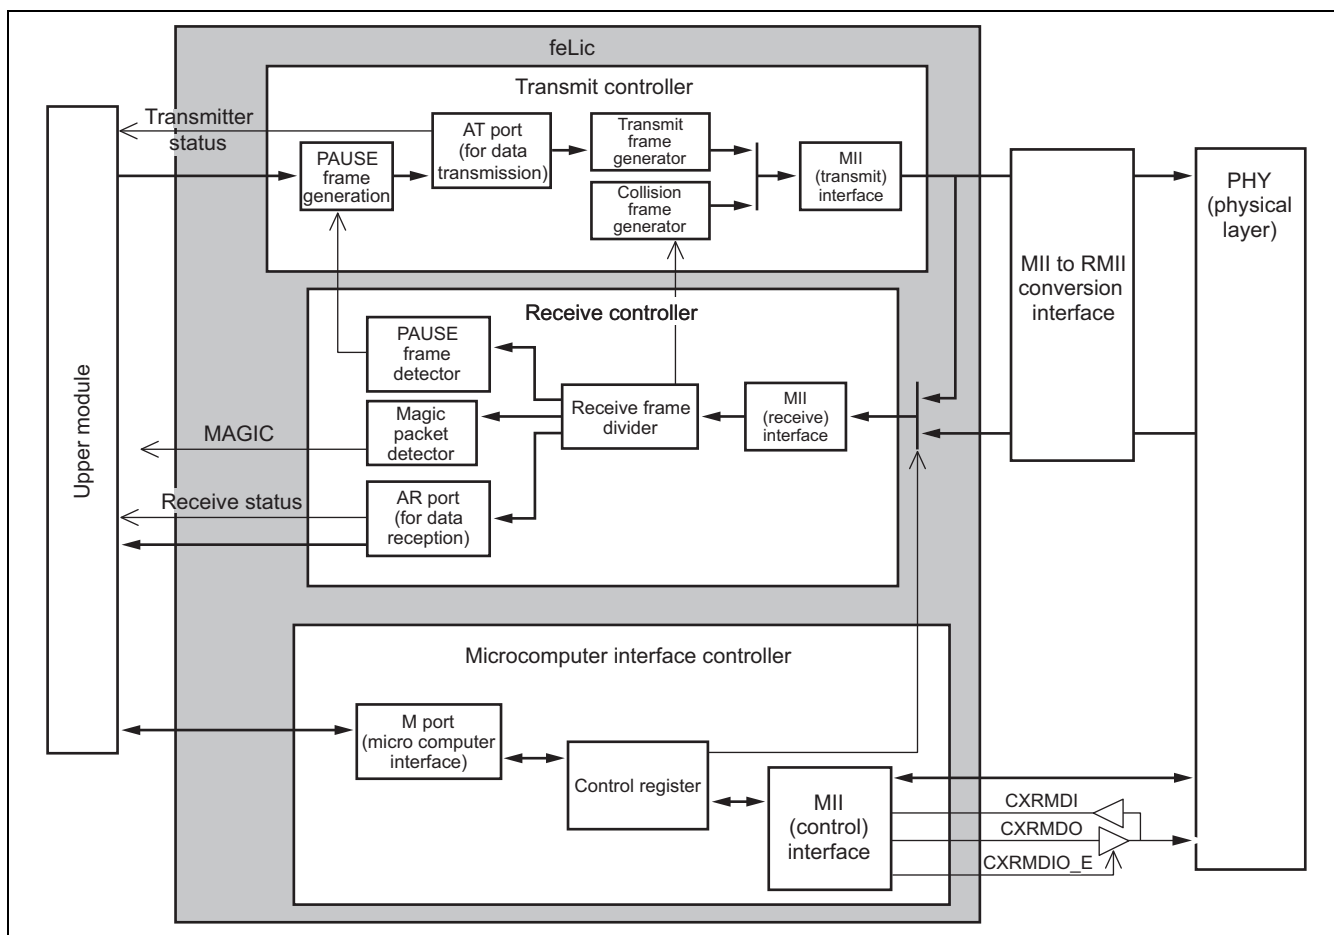 feLic
Transmit controller
Transmitter
status
PAUSE
frame
generation
AT port
(for data
transmission)
Transmit
frame
generator
Collision
frame
generator
MII
(transmit)
interface
MII to RMII
conversion
interface
PHY
(physical
layer)
Upper module
Receive controller
PAUSE
frame
detector
Magic
packet
detector
AR port
(for data
reception)
Receive frame
divider
MII
(receive)
interface
MAGIC
Receive status
Microcomputer interface controller
M port
(micro computer
interface)
Control register
MII
(control)
interface
CXRMDI
CXRMDO
CXRMDIO_E